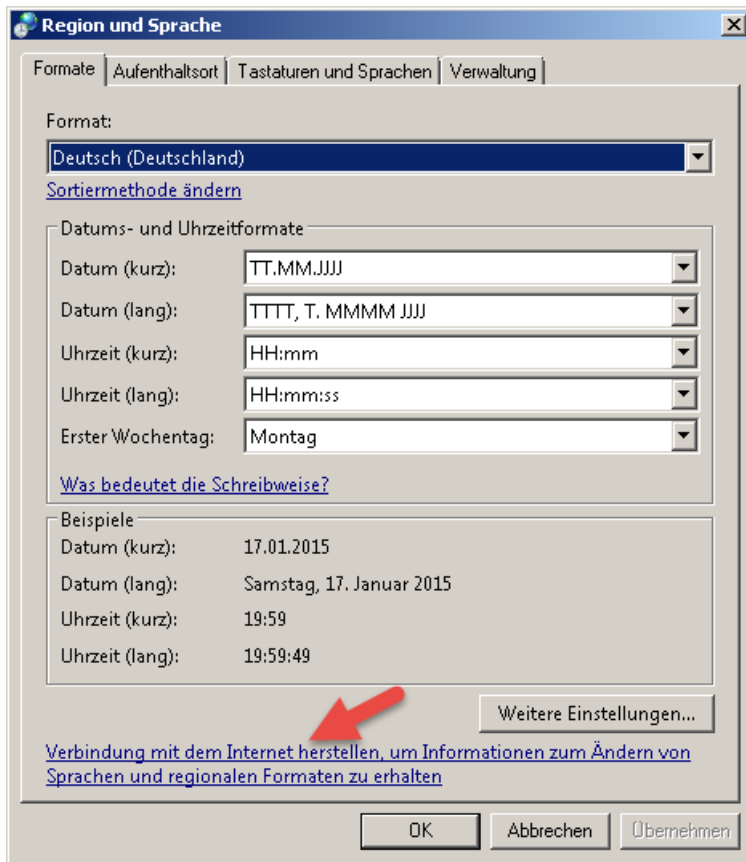 Region und Sprache
Formate Aufenthaltsort Tastaturen und Sprachen Verwaltung
Format:
Deutsch (Deutschland)
Sortiermethode ändern
Datums- und Uhrzeitformate
Datum (kurz): TT.MM.JJJJ
Datum (lang): TTTT, T. MMMM JJJJ
Uhrzeit (kurz): HH:mm
Uhrzeit (lang): HH:mm:ss
Erster Wochentag: Montag
Was bedeutet die Schreibweise?
Beispiele
Datum (kurz): 17.01.2015
Datum (lang): Samstag, 17. Januar 2015
Uhrzeit (kurz): 19:59
Uhrzeit (lang): 19:59:49
Weitere Einstellungen...
Verbindung mit dem Internet herstellen, um Informationen zum Ändern von
Sprachen und regionalen Formaten zu erhalten
OK Abbrechen Übernehmen